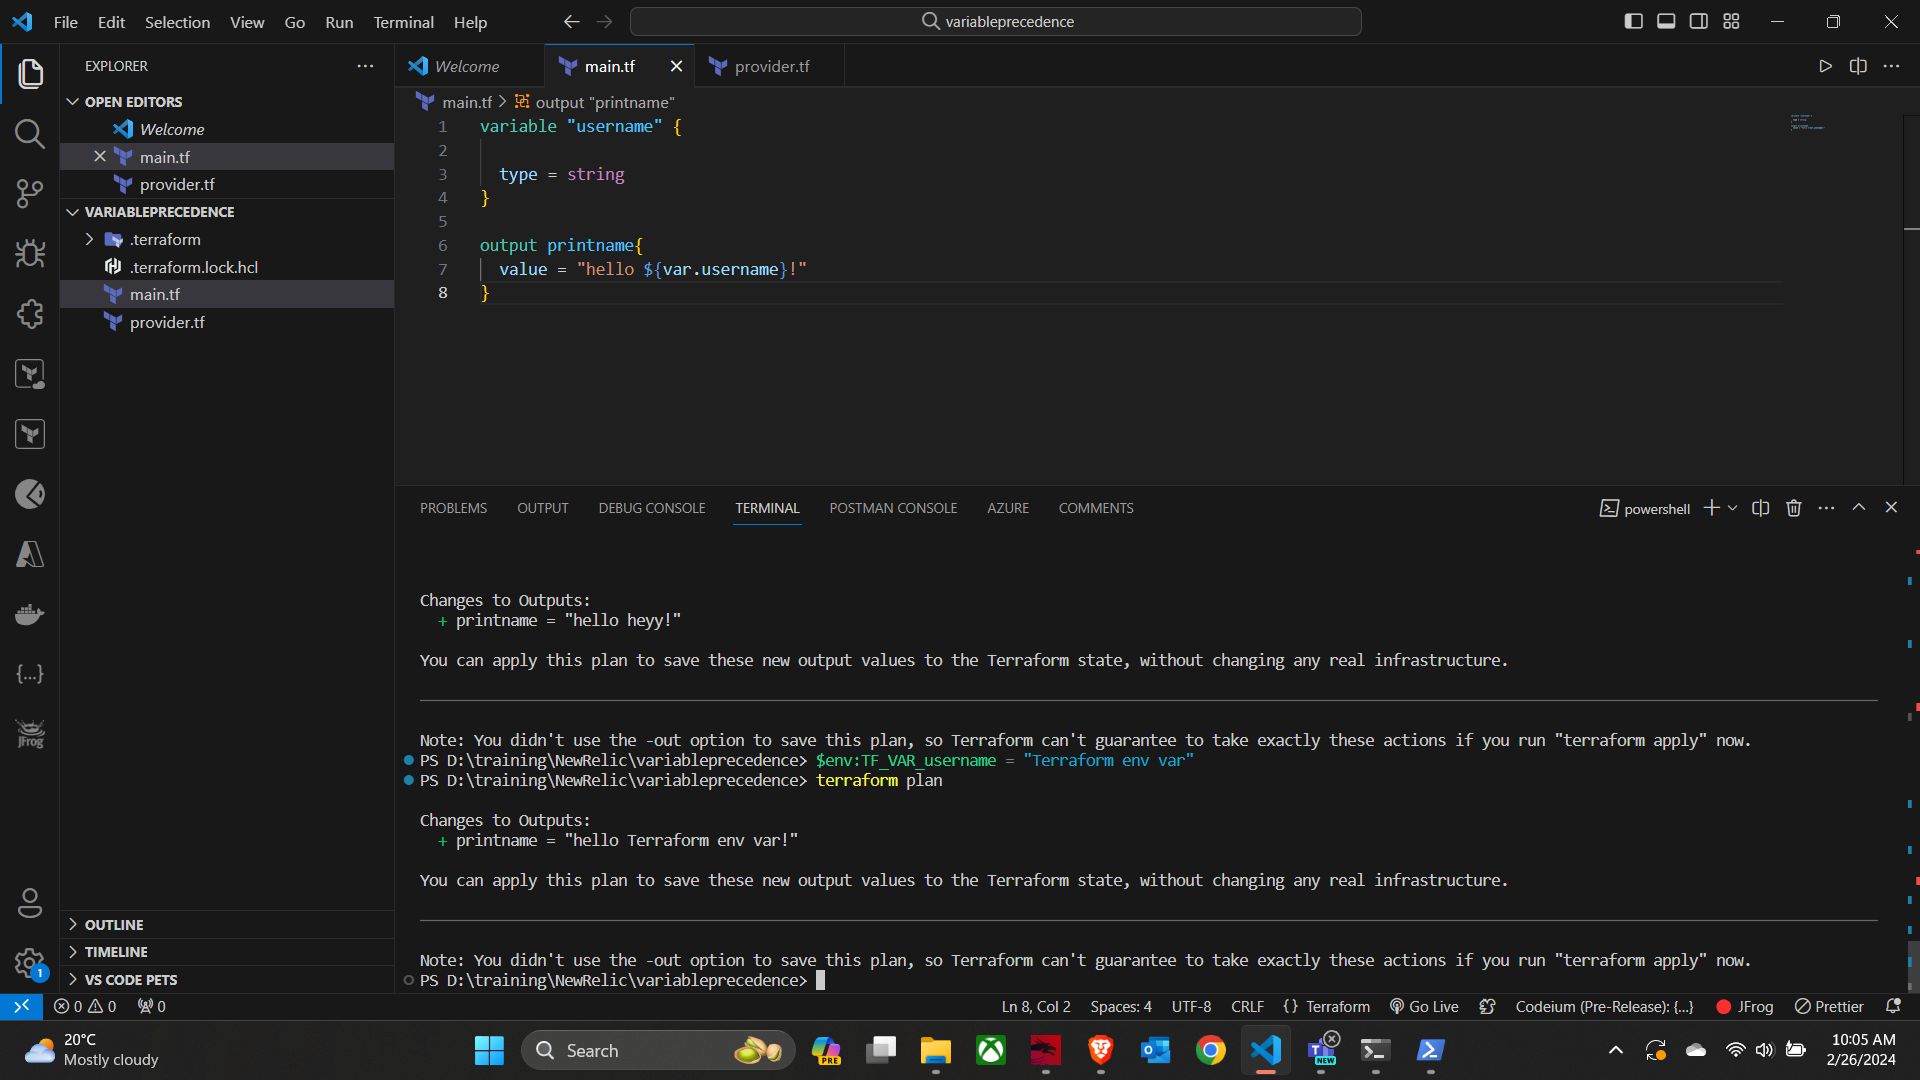 File Edit Selection View Go Run Terminal Help
variableprecedence
EXPLORER
OPEN EDITORS
Welcome
main.tf
provider.tf
VARIABLEPRECEDENCE
.terraform
.terraform.lock.hcl
main.tf
provider.tf
OUTLINE
TIMELINE
VS CODE PETS
Welcome main.tf provider.tf
main.tf > output "printname"
1 variable "username" {
2
3 type = string
4 }
5
6 output printname{
7 value = "hello ${var.username}!"
8 }
PROBLEMS OUTPUT DEBUG CONSOLE TERMINAL POSTMAN CONSOLE AZURE COMMENTS
powershell
Changes to Outputs:
+ printname = "hello heyy!"
You can apply this plan to save these new output values to the Terraform state, without changing any real infrastructure.
Note: You didn't use the -out option to save this plan, so Terraform can't guarantee to take exactly these actions if you run "terraform apply" now.
PS D:\training\NewRelic\variableprecedence> $env:TF_VAR_username = "Terraform env var"
PS D:\training\NewRelic\variableprecedence> terraform plan
Changes to Outputs:
+ printname = "hello Terraform env var!"
You can apply this plan to save these new output values to the Terraform state, without changing any real infrastructure.
Note: You didn't use the -out option to save this plan, so Terraform can't guarantee to take exactly these actions if you run "terraform apply" now.
PS D:\training\NewRelic\variableprecedence>
{...}
JFrog
1
0 0 0
Ln 8, Col 2 Spaces: 4 UTF-8 CRLF {} Terraform Go Live Codeium (Pre-Release): {...} JFrog Prettier
20°C
Mostly cloudy
Search
PRE
NEW
10:05 AM
2/26/2024